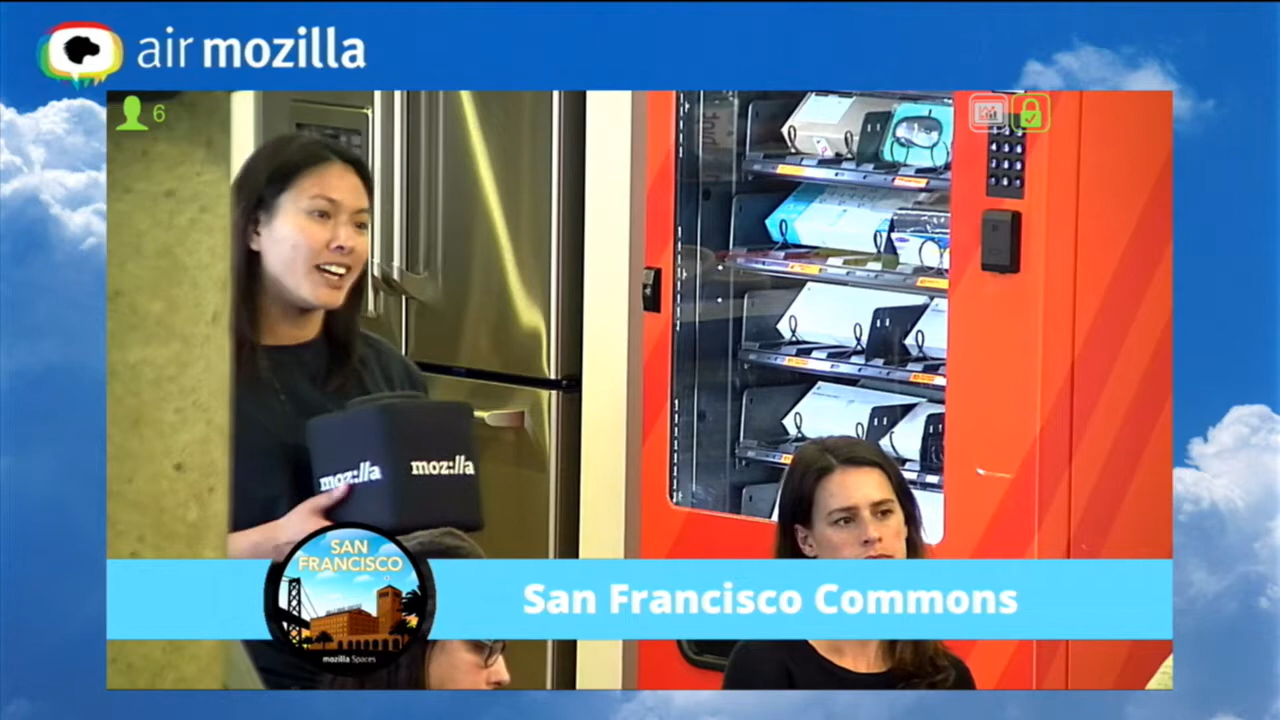 air mozilla
6
moz://a
moz://a
SAN
FRANCISCO
mozilla Spaces
San Francisco Commons